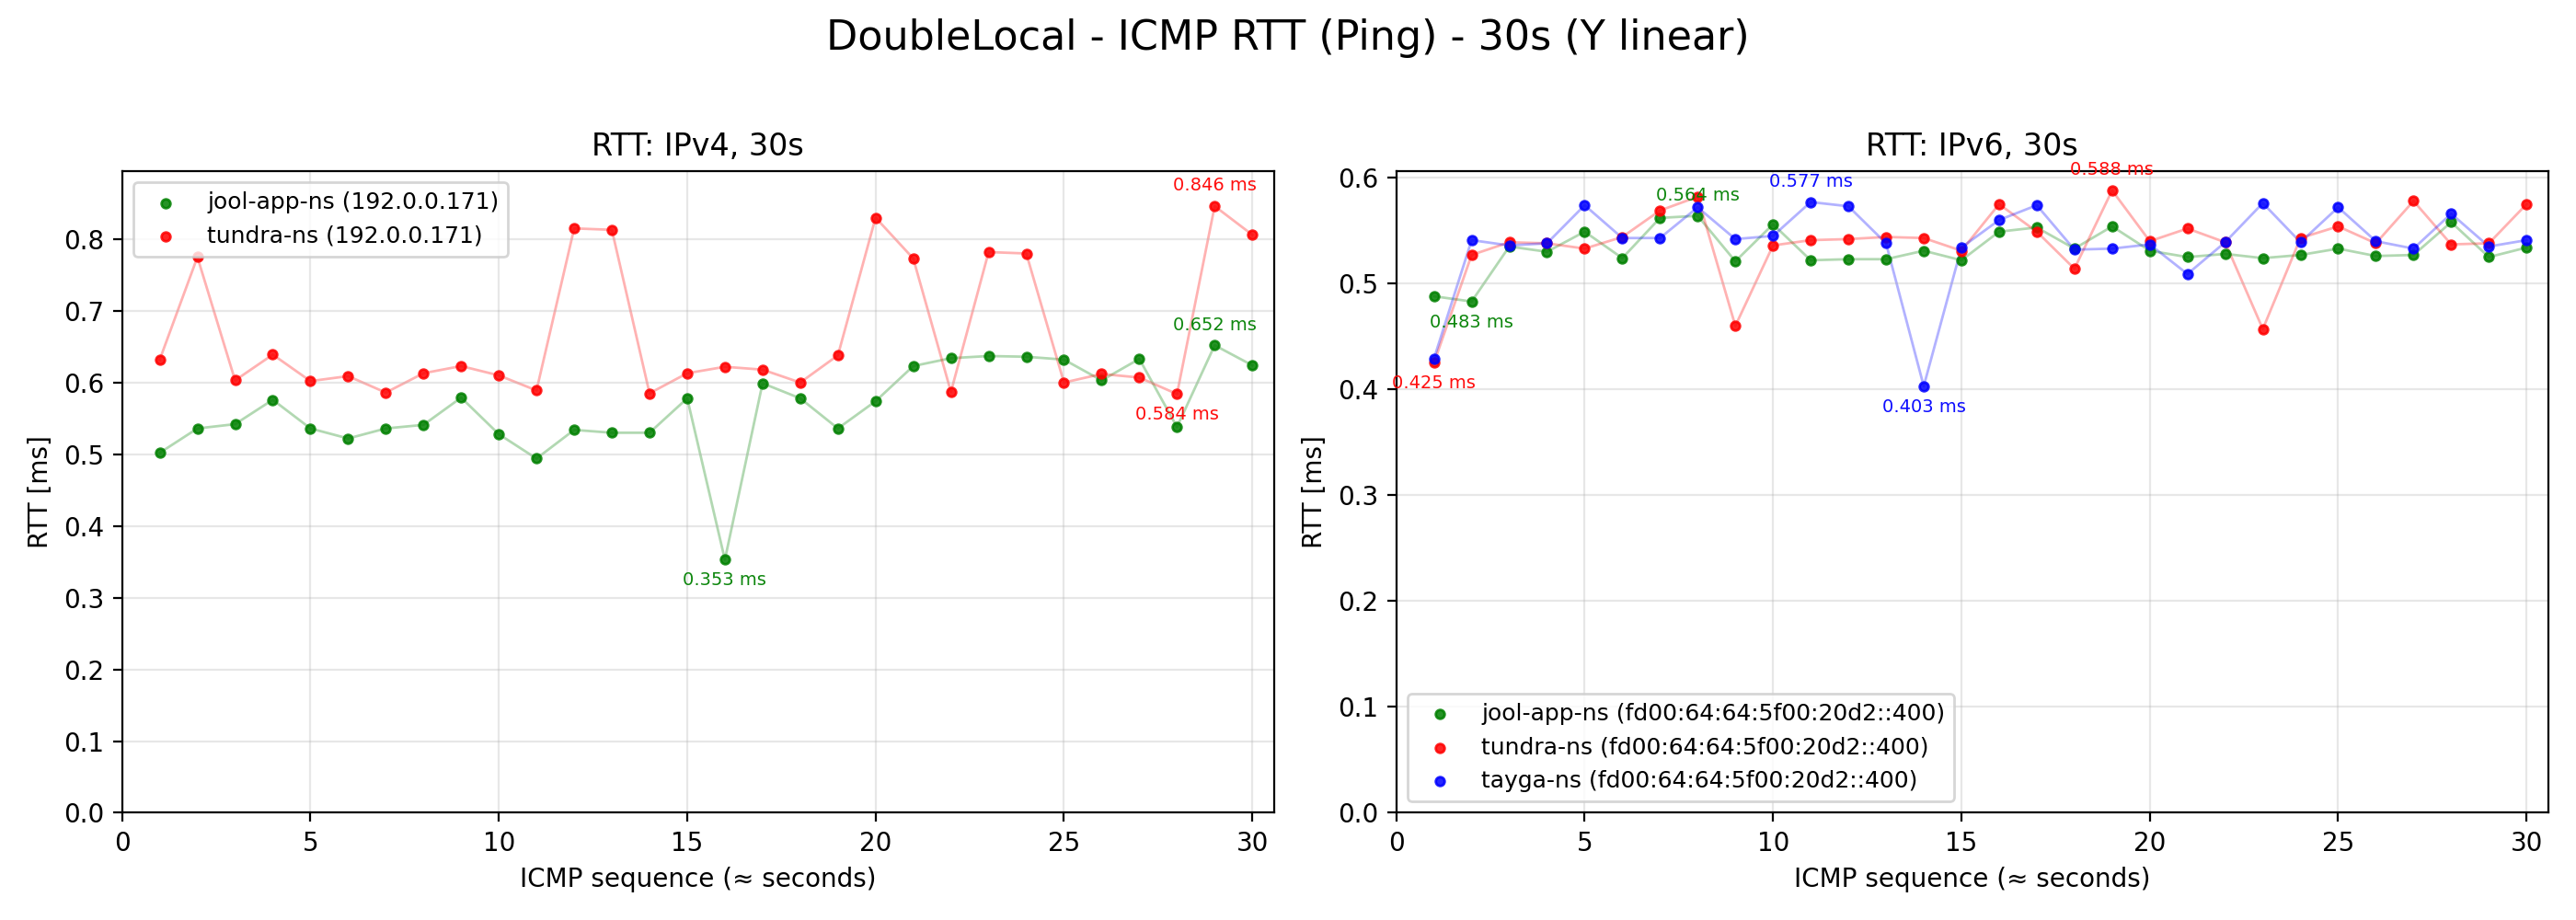 DoubleLocal - ICMP RTT (Ping) - 30s (Y linear)
RTT: IPv4, 30s
jool-app-ns (192.0.0.171)
tundra-ns (192.0.0.171)
0.846 ms
0.652 ms
0.584 ms
0.353 ms
RTT [ms]
0.8
0.7
0.6
0.5
0.4
0.3
0.2
0.1
0.0
0 5 10 15 20 25 30
ICMP sequence (≈ seconds)
RTT: IPv6, 30s
0.588 ms
0.577 ms
0.564 ms
0.483 ms
0.425 ms
0.403 ms
RTT [ms]
0.6
0.5
0.4
0.3
0.2
0.1
0.0
jool-app-ns (fd00:64:64:5f00:20d2::400)
tundra-ns (fd00:64:64:5f00:20d2::400)
tayga-ns (fd00:64:64:5f00:20d2::400)
0 5 10 15 20 25 30
ICMP sequence (≈ seconds)